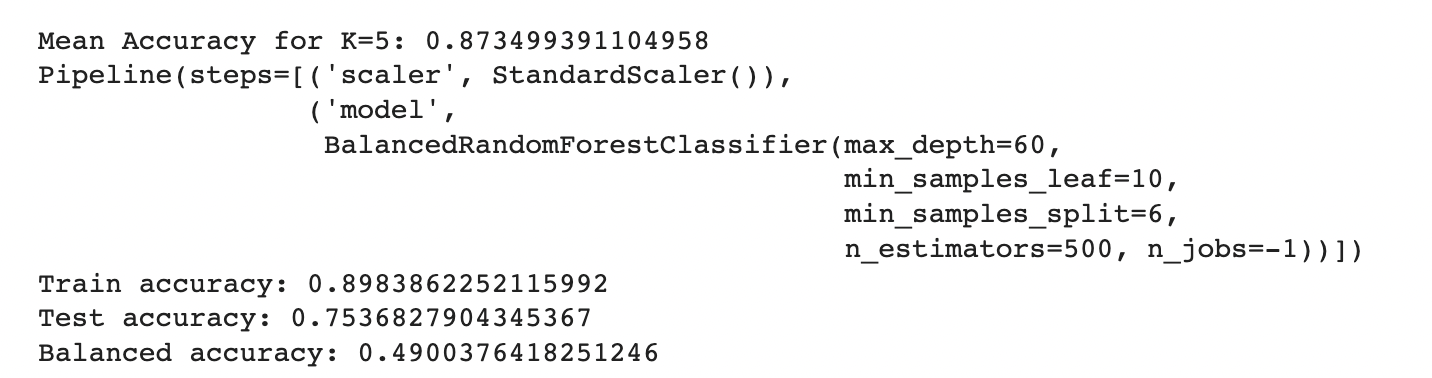 Mean Accuracy for K=5: 0.873499391104958
Pipeline(steps=[('scaler', StandardScaler()),
                ('model',
                 BalancedRandomForestClassifier(max_depth=60,
                                                min_samples_leaf=10,
                                                min_samples_split=6,
                                                n_estimators=500, n_jobs=-1))])
Train accuracy: 0.8983862252115992
Test accuracy: 0.7536827904345367
Balanced accuracy: 0.4900376418251246